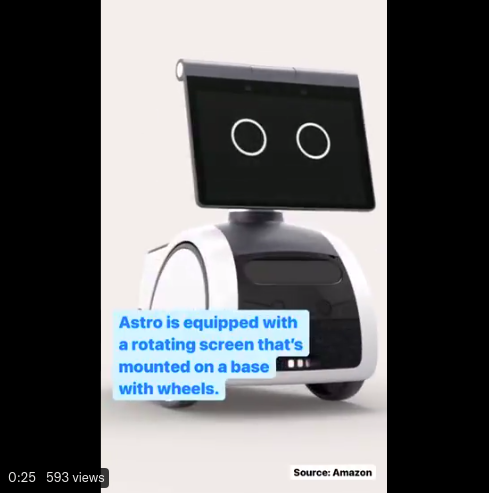 Astro is equipped with
a rotating screen that's
mounted on a base
with wheels.
Source: Amazon
0:25 593 views